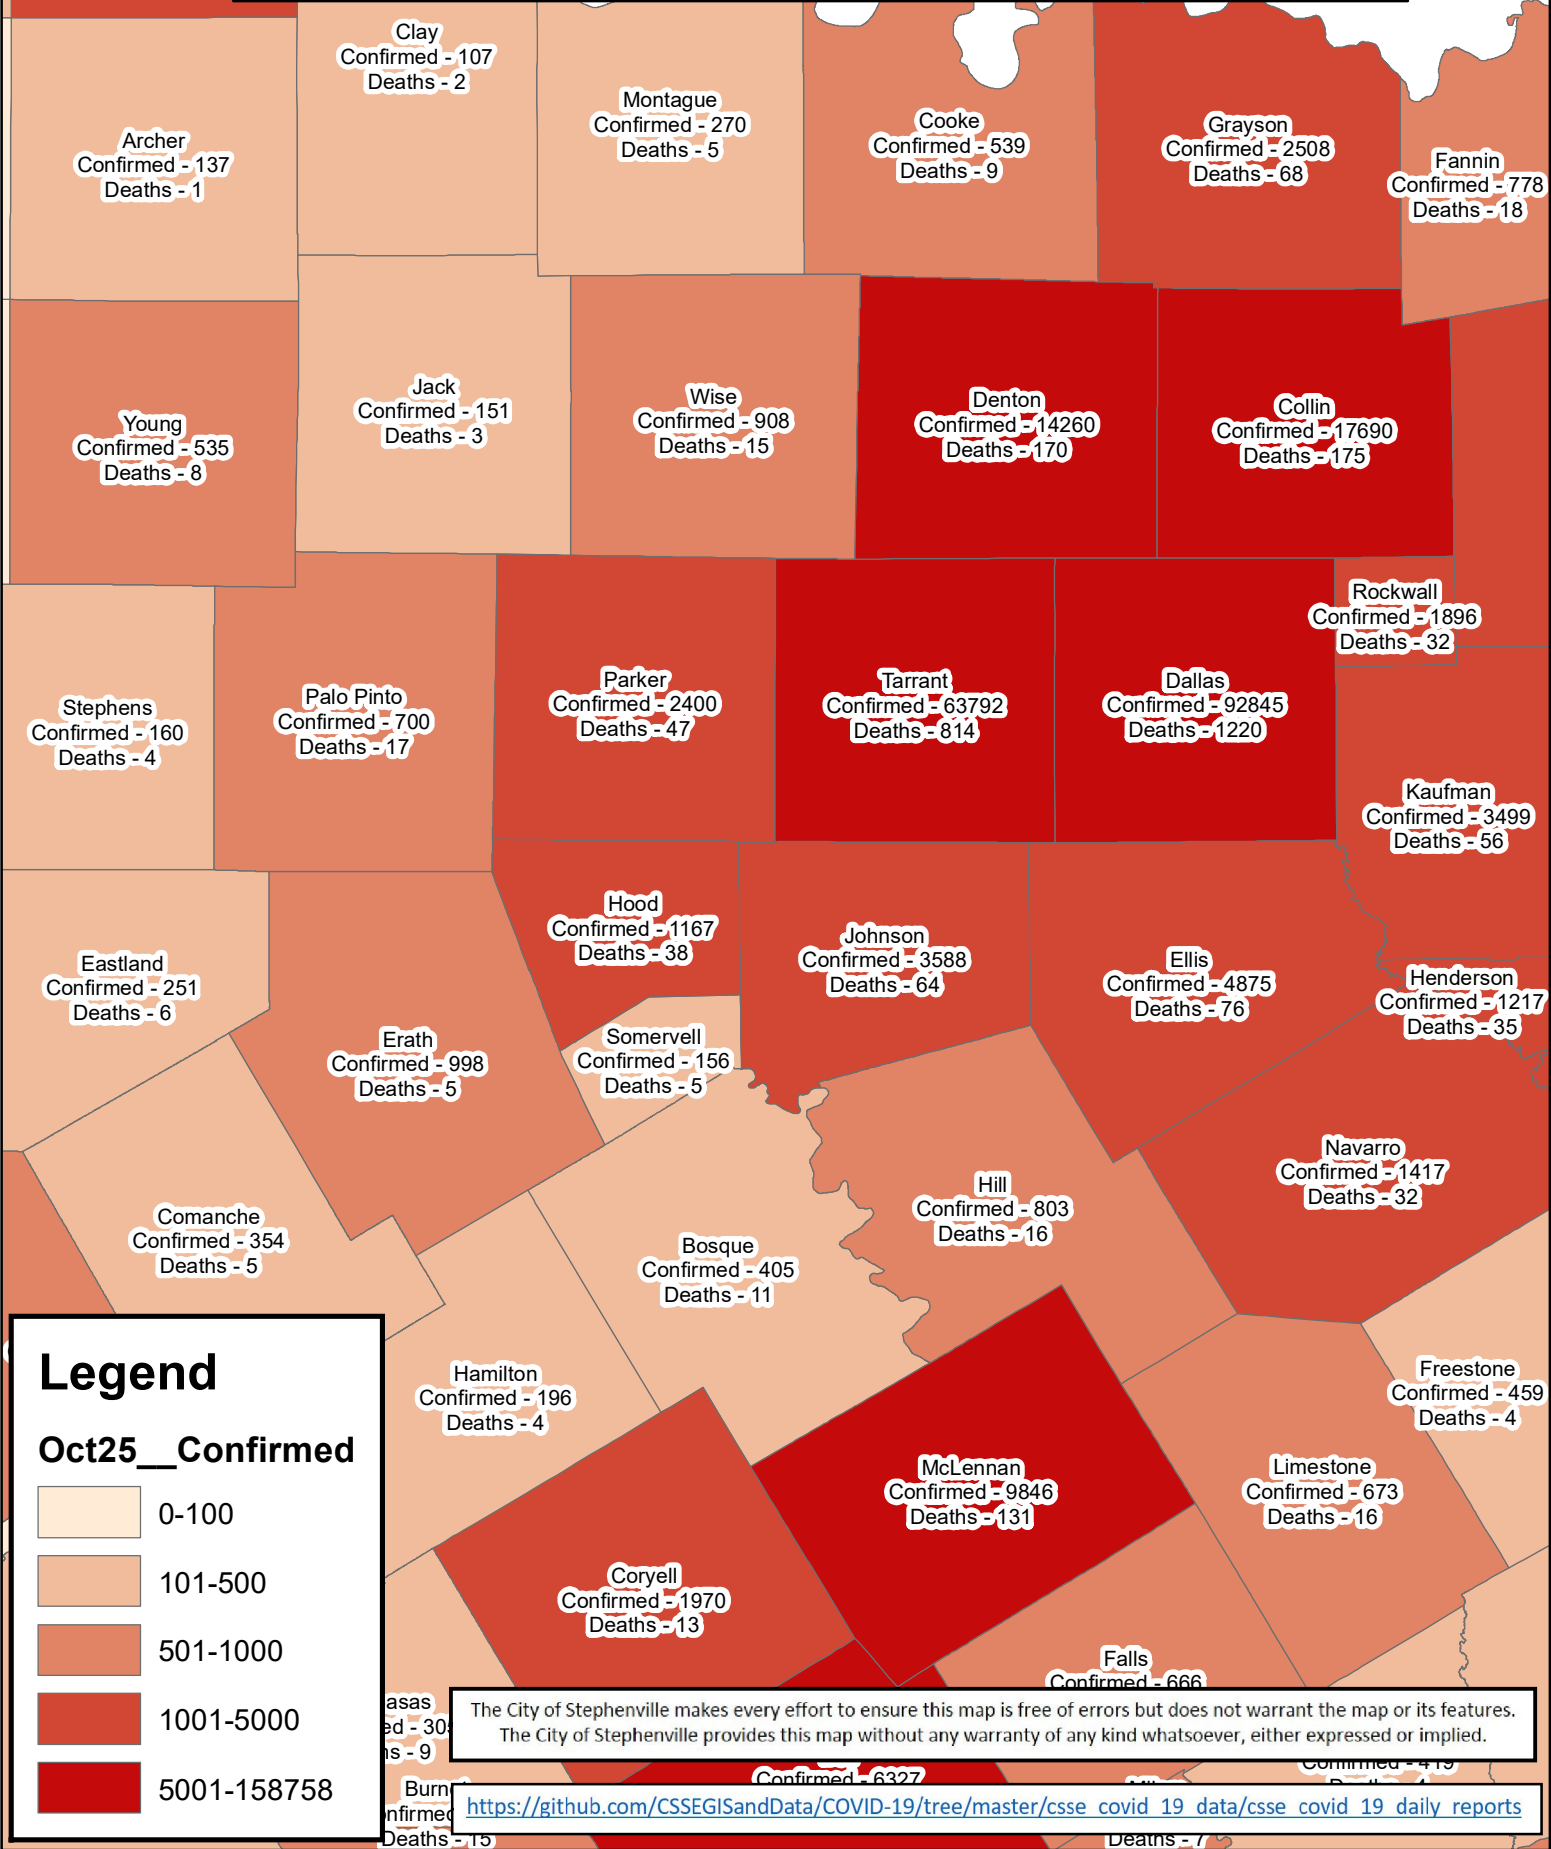 Clay
Confirmed - 107
Deaths - 2
Montague
Confirmed - 270
Deaths - 5
Cooke
Confirmed - 539
Deaths - 9
Grayson
Confirmed - 2508
Deaths - 68
Archer
Confirmed - 137
Deaths - 1
Fannin
Confirmed - 778
Deaths - 18
Young
Confirmed - 535
Deaths - 8
Jack
Confirmed - 151
Deaths - 3
Wise
Confirmed - 908
Deaths - 15
Denton
Confirmed - 14260
Deaths - 170
Collin
Confirmed - 17690
Deaths - 175
Rockwall
Confirmed - 1896
Deaths - 32
Stephens
Confirmed - 160
Deaths - 4
Palo Pinto
Confirmed - 700
Deaths - 17
Parker
Confirmed - 2400
Deaths - 47
Tarrant
Confirmed - 63792
Deaths - 814
Dallas
Confirmed - 92845
Deaths - 1220
Kaufman
Confirmed - 3499
Deaths - 56
Eastland
Confirmed - 251
Deaths - 6
Hood
Confirmed - 1167
Deaths - 38
Johnson
Confirmed - 3588
Deaths - 64
Ellis
Confirmed - 4875
Deaths - 76
Henderson
Confirmed - 1217
Deaths - 35
Erath
Confirmed - 998
Deaths - 5
Somervell
Confirmed - 156
Deaths - 5
Navarro
Confirmed - 1417
Deaths - 32
Comanche
Confirmed - 354
Deaths - 5
Bosque
Confirmed - 405
Deaths - 11
Hill
Confirmed - 803
Deaths - 16
Hamilton
Confirmed - 196
Deaths - 4
Freestone
Confirmed - 459
Deaths - 4
McLennan
Confirmed - 9846
Deaths - 131
Limestone
Confirmed - 673
Deaths - 16
Coryell
Confirmed - 1970
Deaths - 13
Falls
Confirmed - 666
Legend
Oct25__Confirmed
0-100
101-500
501-1000
1001-5000
5001-158758
asas
ed - 30
ns - 9
Burn
nfirmed
Deaths - 15
The City of Stephenville makes every effort to ensure this map is free of errors but does not warrant the map or its features.
The City of Stephenville provides this map without any warranty of any kind whatsoever, either expressed or implied.
Confirmed - 6327
Confirmed - 419
https://github.com/CSSEGISandData/COVID-19/tree/master/csse_covid_19_data/csse_covid_19_daily_reports
Deaths - 7